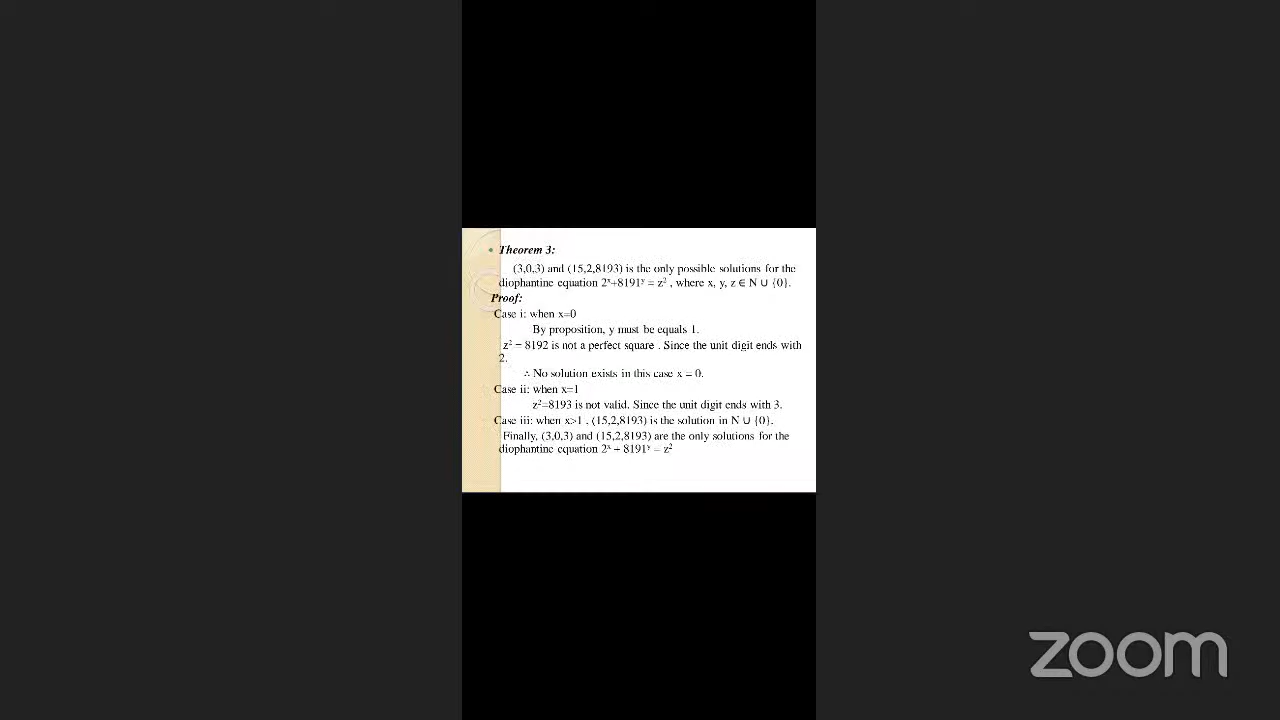 • Theorem 3:
(3,0,3) and (15,2,8193) is the only possible solutions for the
diophantine equation 2ˣ+8191ʸ = z² , where x, y, z ∈ N ∪ {0}.
Proof:
Case i: when x=0
By proposition, y must be equals 1.
z² = 8192 is not a perfect square . Since the unit digit ends with
2.
∴ No solution exists in this case x = 0.
Case ii: when x=1
z²=8193 is not valid. Since the unit digit ends with 3.
Case iii: when x>1 , (15,2,8193) is the solution in N ∪ {0}.
Finally, (3,0,3) and (15,2,8193) are the only solutions for the
diophantine equation 2ˣ + 8191ʸ = z²
zoom